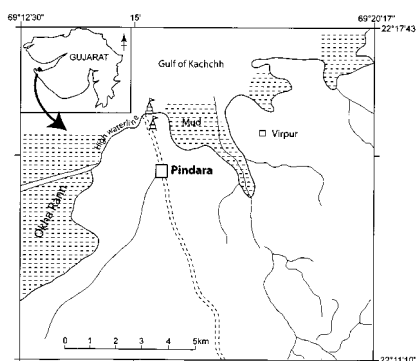 69°12'30" 15' 69°20'17"
22°17'43"
GUJARAT
Gulf of Kachchh
High waterline
Mud
Virpur
Pindara
Okha Rann
0 1 2 3 4 5km
22°11'10"